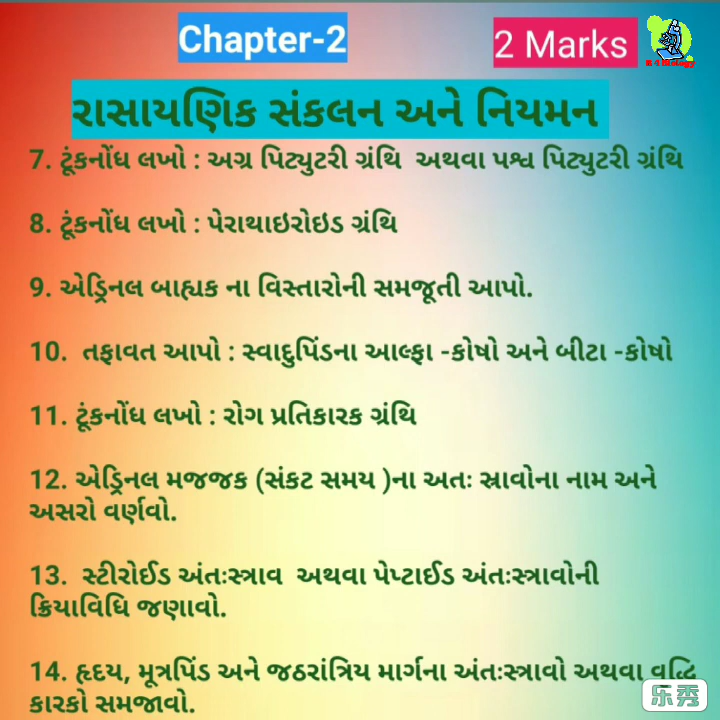 Chapter-2
2 Marks
R 4 Biology
રાસાયણિક સંકલન અને નિયમન
7. ટૂંકનોંધ લખો : અગ્ર પિટ્યુટરી ગ્રંથિ અથવા પશ્વ પિટ્યુટરી ગ્રંથિ
8. ટૂંકનોંધ લખો : પેરાથાઇરોઇડ ગ્રંથિ
9. એડ્રિનલ બાહ્યક ના વિસ્તારોની સમજૂતી આપો.
10. તફાવત આપો : સ્વાદુપિંડના આલ્ફા -કોષો અને બીટા -કોષો
11. ટૂંકનોંધ લખો : રોગ પ્રતિકારક ગ્રંથિ
12. એડ્રિનલ મજજક (સંકટ સમય )ના અતઃ સ્રાવોના નામ અને
અસરો વર્ણવો.
13. સ્ટીરોઈડ અંતઃસ્ત્રાવ અથવા પેપ્ટાઈડ અંતઃસ્ત્રાવોની
ક્રિયાવિધિ જણાવો.
14. હૃદય, મૂત્રપિંડ અને જઠરાંત્રિય માર્ગના અંતઃસ્ત્રાવો અથવા વૃદ્ધિ
કારકો સમજાવો.
乐秀